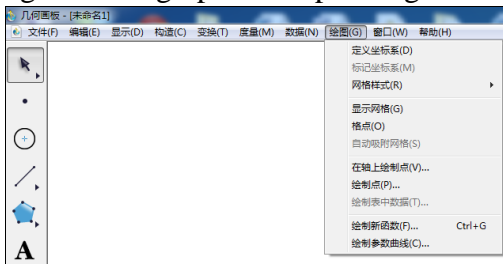 几何画板 - [未命名1]
文件(F) 编辑(E) 显示(D) 构造(C) 变换(T) 度量(M) 数据(N) 绘图(G) 窗口(W) 帮助(H)
定义坐标系(D)
标记坐标系(M)
网格样式(R)
显示网格(G)
格点(O)
自动吸附网格(S)
在轴上绘制点(V)...
绘制点(P)...
绘制表中数据(T)...
绘制新函数(F)... Ctrl+G
绘制参数曲线(C)...
A